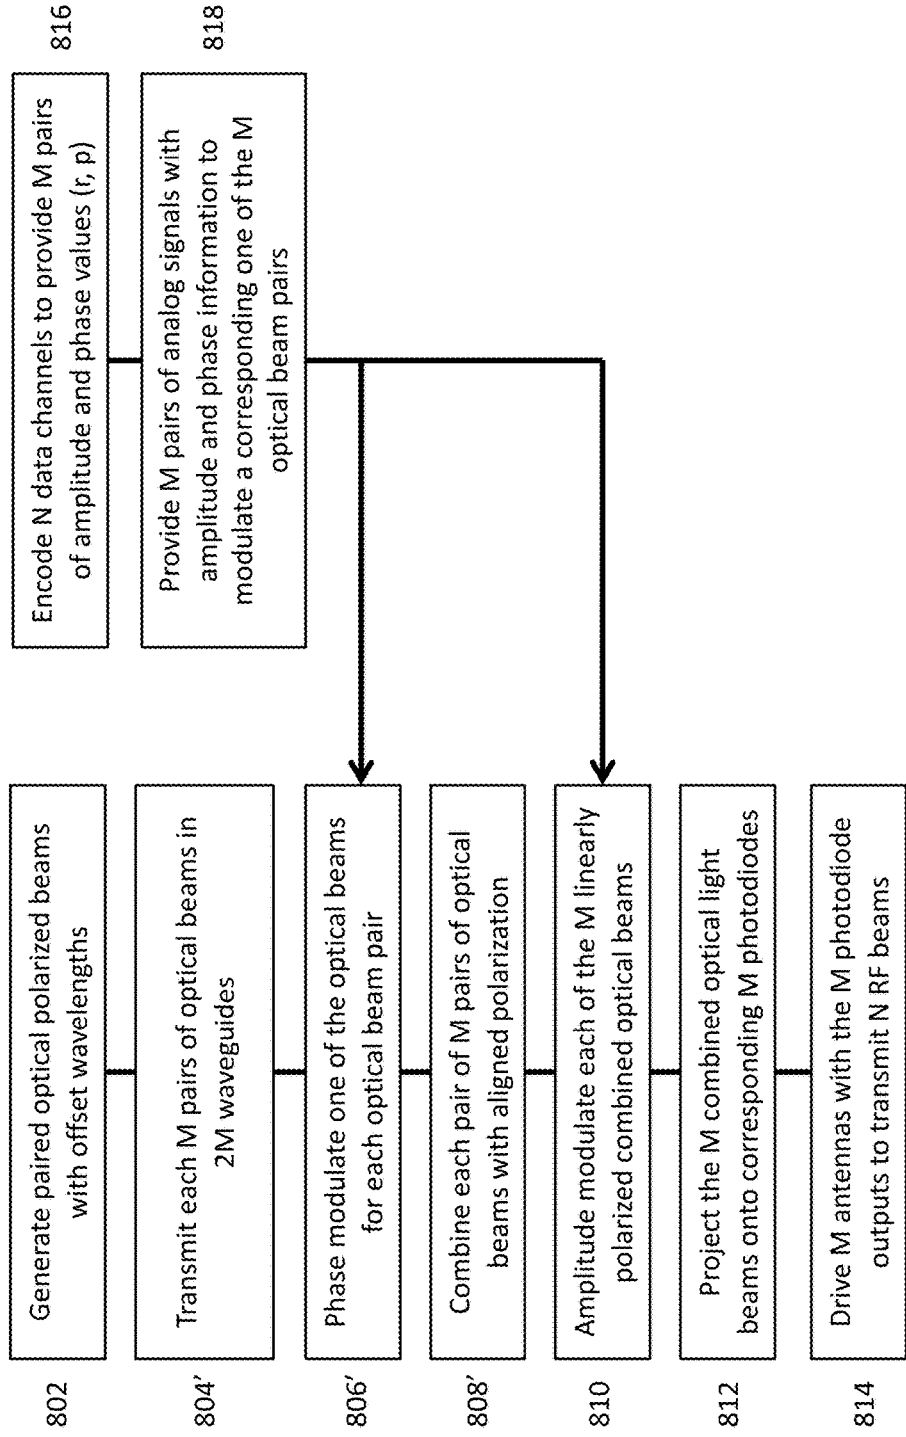 802
Generate paired optical polarized beams
with offset wavelengths
804'
Transmit each M pairs of optical beams in
2M waveguides
806'
Phase modulate one of the optical beams
for each optical beam pair
808'
Combine each pair of M pairs of optical
beams with aligned polarization
810
Amplitude modulate each of the M linearly
polarized combined optical beams
812
Project the M combined optical light
beams onto corresponding M photodiodes
814
Drive M antennas with the M photodiode
outputs to transmit N RF beams
Encode N data channels to provide M pairs
of amplitude and phase values (r, p)
816
Provide M pairs of analog signals with
amplitude and phase information to
modulate a corresponding one of the M
optical beam pairs
818